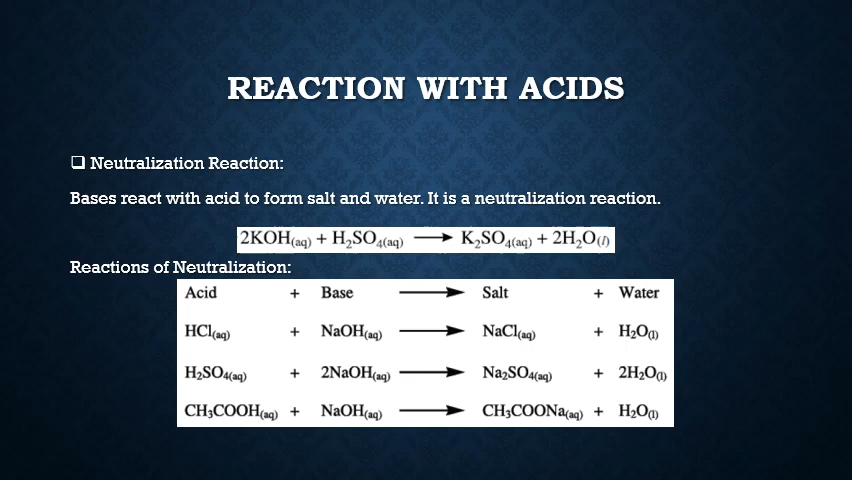 REACTION WITH ACIDS
❑ Neutralization Reaction:
Bases react with acid to form salt and water. It is a neutralization reaction.
2KOH(aq) + H₂SO₄(aq) ⟶ K₂SO₄(aq) + 2H₂O(l)
Reactions of Neutralization:
Acid + Base ⟶ Salt + Water
HCl(aq) + NaOH(aq) ⟶ NaCl(aq) + H₂O(l)
H₂SO₄(aq) + 2NaOH(aq) ⟶ Na₂SO₄(aq) + 2H₂O(l)
CH₃COOH(aq) + NaOH(aq) ⟶ CH₃COONa(aq) + H₂O(l)